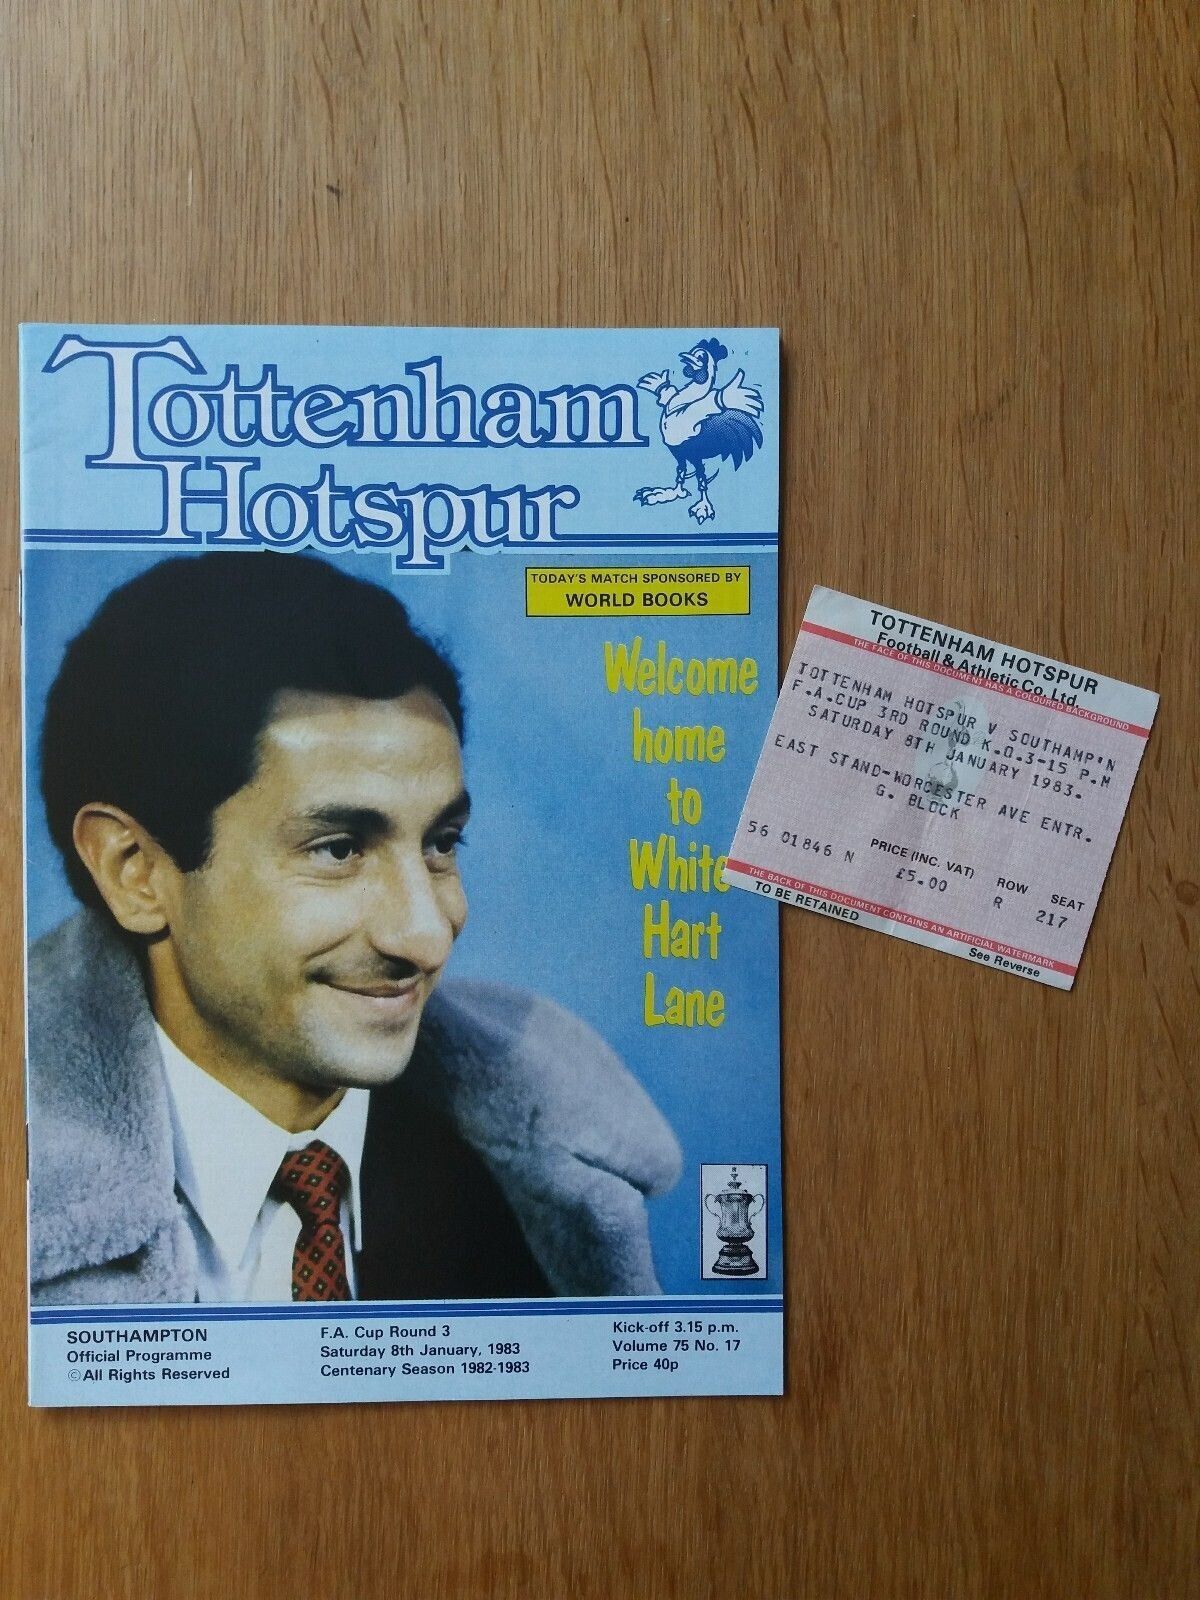 Tottenham
Hotspur
TODAY'S MATCH SPONSORED BY
WORLD BOOKS
Welcome
home
to
White
Hart
Lane
SOUTHAMPTON
Official Programme
©All Rights Reserved
F.A. Cup Round 3
Saturday 8th January, 1983
Centenary Season 1982-1983
Kick-off 3.15 p.m.
Volume 75 No. 17
Price 40p
TOTTENHAM HOTSPUR
Football & Athletic Co. Ltd.
THE FACE OF THIS DOCUMENT HAS A COLOURED BACKGROUND
TOTTENHAM HOTSPUR V SOUTHAMP'N
F.A.CUP 3RD ROUND K.O.3-15 P.M
SATURDAY 8TH JANUARY 1983.
EAST STAND-WORCESTER AVE ENTR.
G. BLOCK
56 01846 N
PRICE (INC. VAT) ROW SEAT
£5.00 R 217
THE BACK OF THIS DOCUMENT CONTAINS AN ARTIFICIAL WATERMARK
TO BE RETAINED
See Reverse